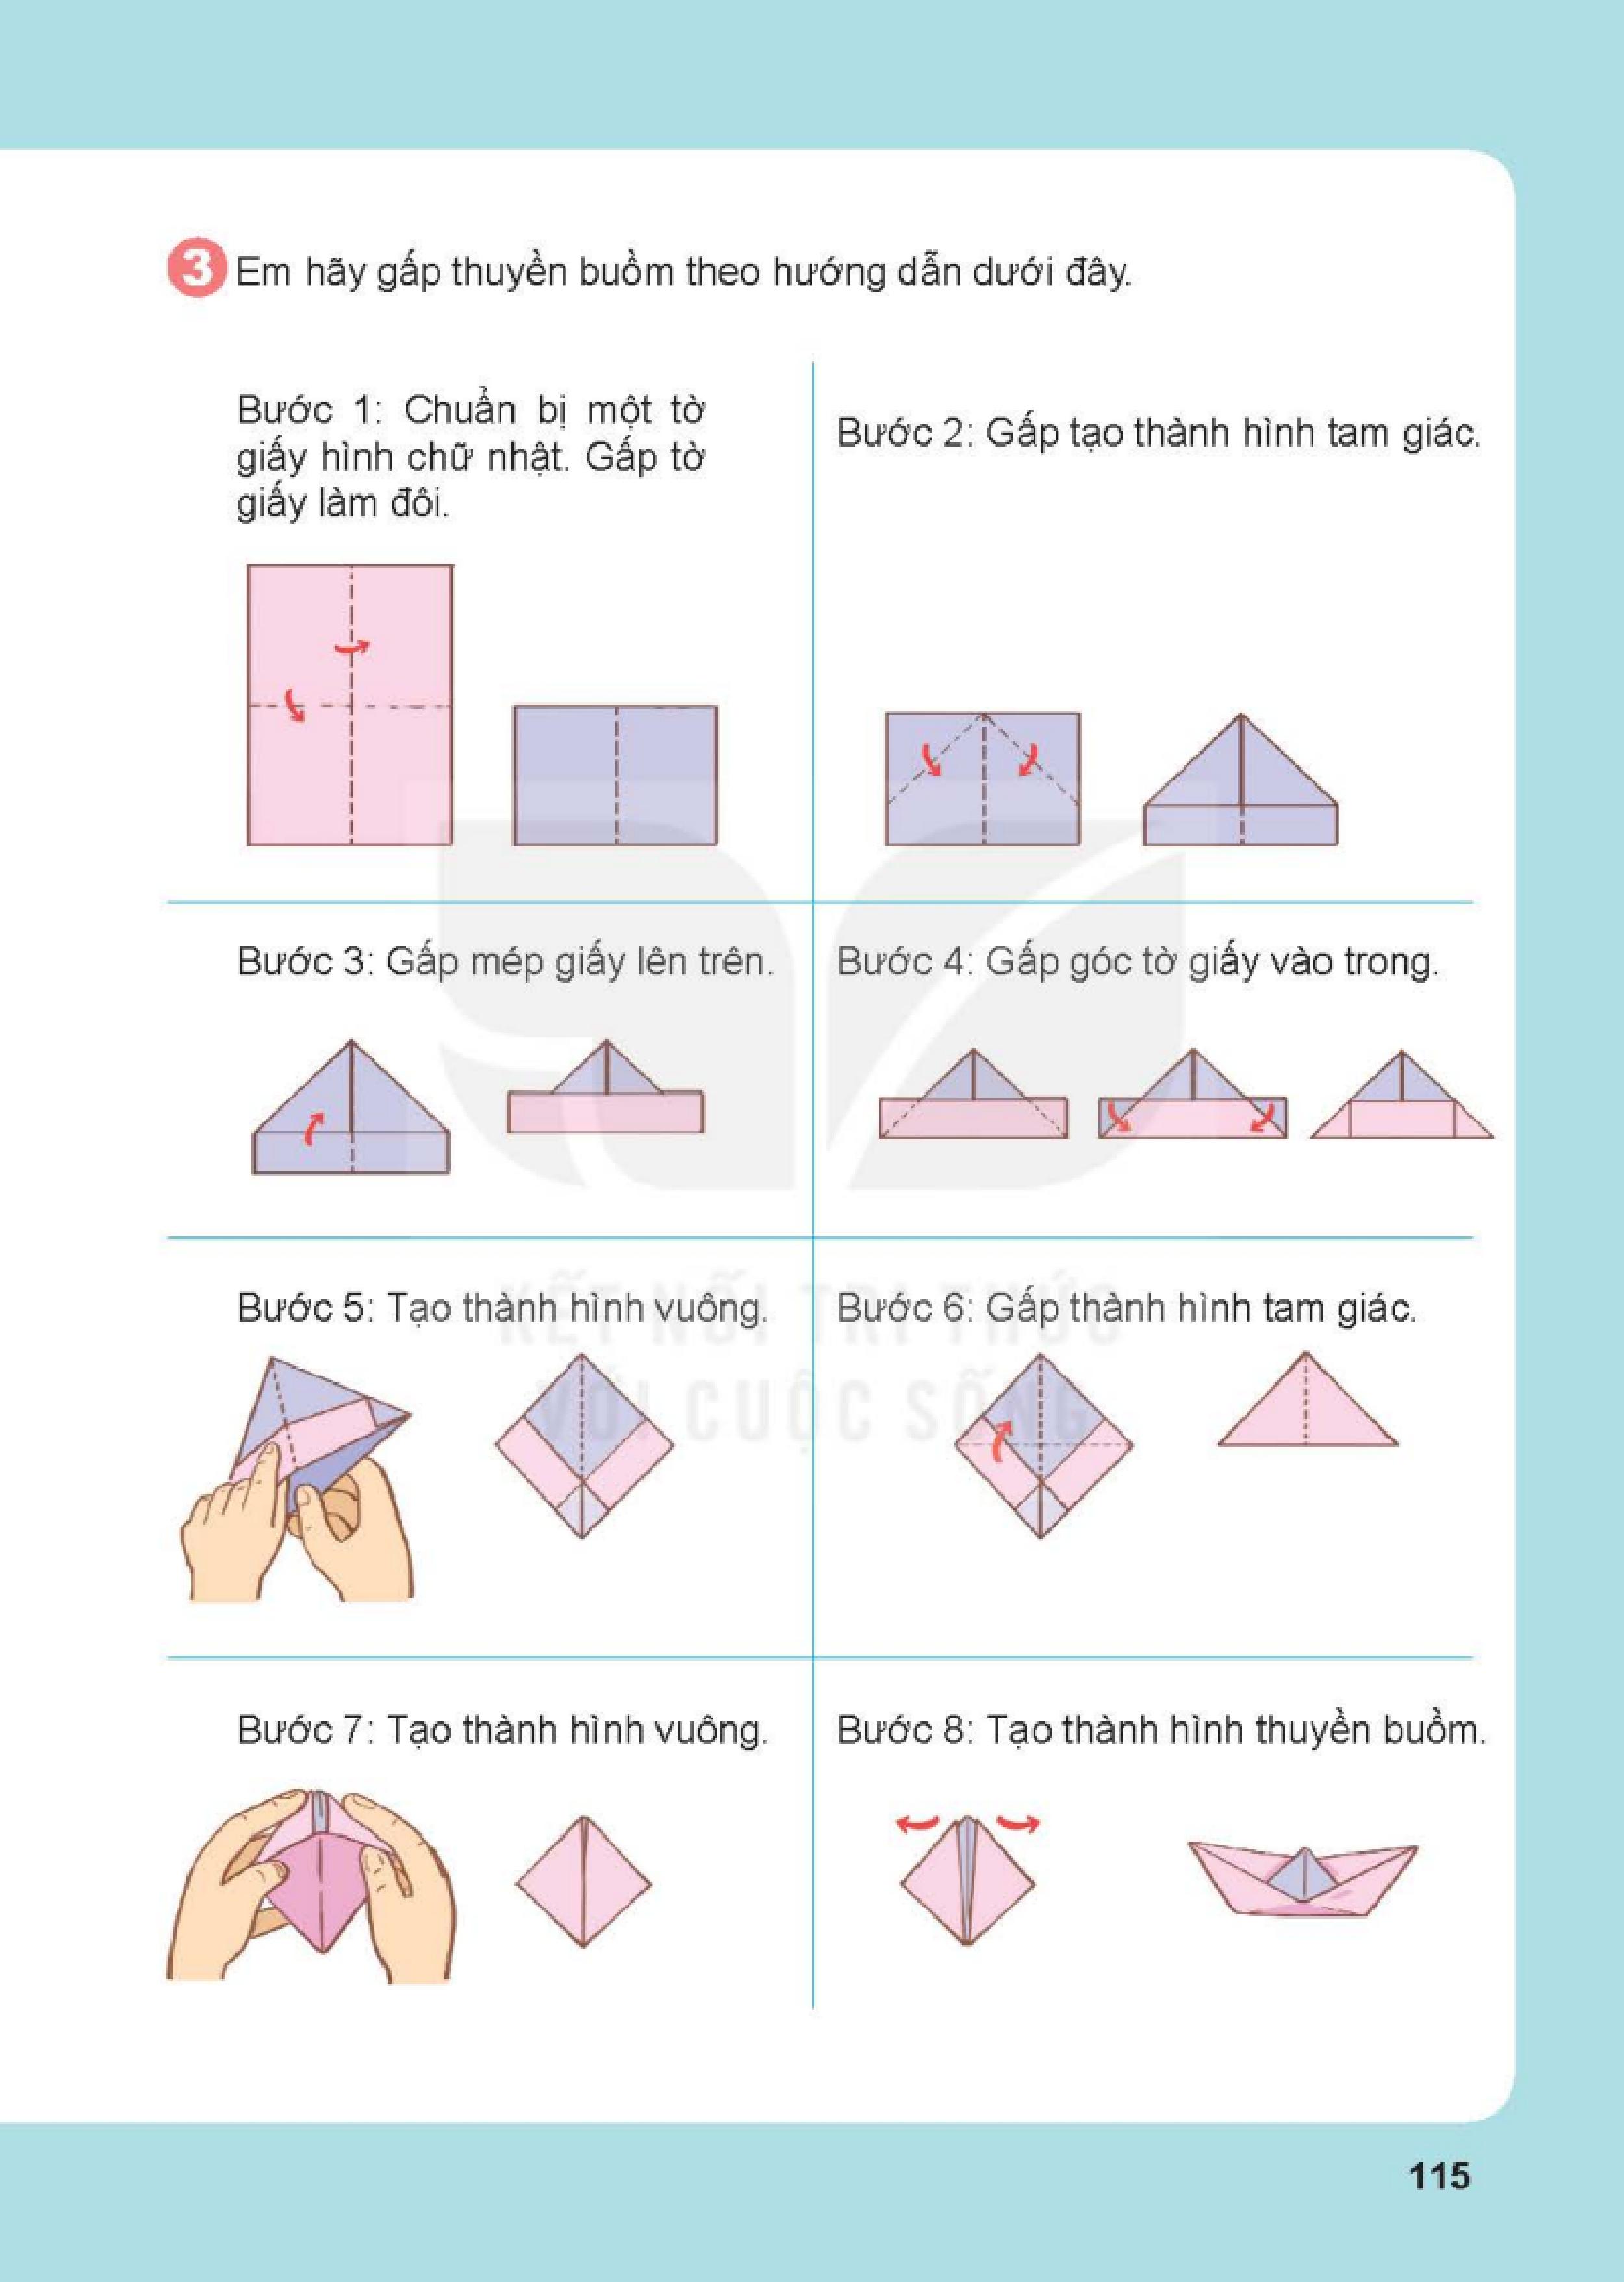 3 Em hãy gấp thuyền buồm theo hướng dẫn dưới đây.
Bước 1: Chuẩn bị một tờ
giấy hình chữ nhật. Gấp tờ
giấy làm đôi.
Bước 2: Gấp tạo thành hình tam giác.
Bước 3: Gấp mép giấy lên trên.
Bước 4: Gấp góc tờ giấy vào trong.
Bước 5: Tạo thành hình vuông.
Bước 6: Gấp thành hình tam giác.
KẾT NỐI TRI THỨC
VỚI CUỘC SỐNG
Bước 7: Tạo thành hình vuông.
Bước 8: Tạo thành hình thuyền buồm.
115